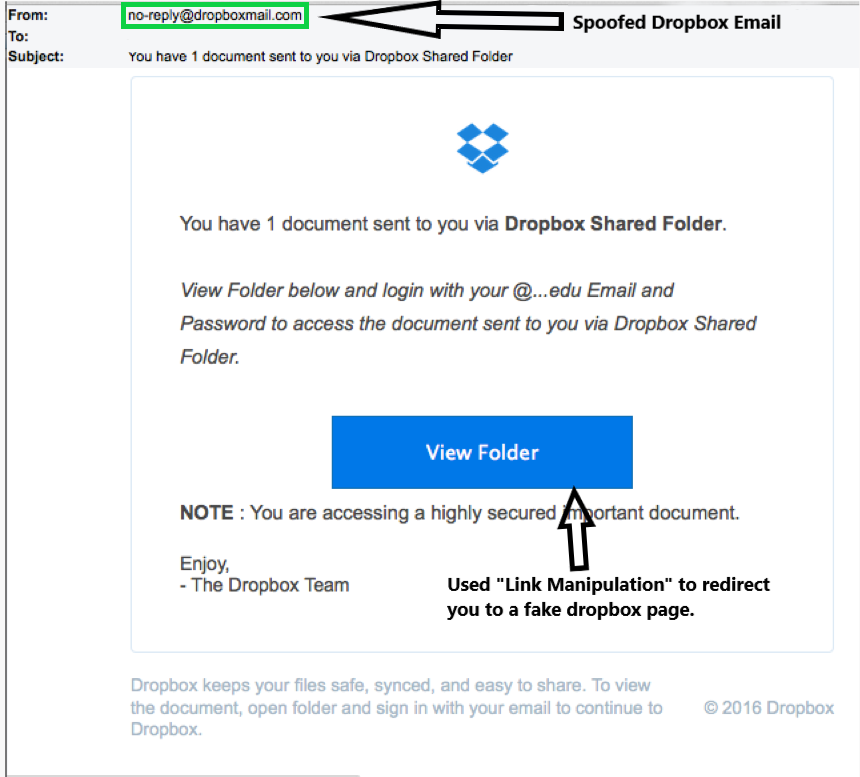 From: no-reply@dropboxmail.com Spoofed Dropbox Email
To:
Subject: You have 1 document sent to you via Dropbox Shared Folder
You have 1 document sent to you via Dropbox Shared Folder.
View Folder below and login with your @...edu Email and
Password to access the document sent to you via Dropbox Shared
Folder.
View Folder
NOTE : You are accessing a highly secured important document.
Enjoy,
- The Dropbox Team
Used "Link Manipulation" to redirect
you to a fake dropbox page.
Dropbox keeps your files safe, synced, and easy to share. To view
the document, open folder and sign in with your email to continue to
Dropbox.
© 2016 Dropbox